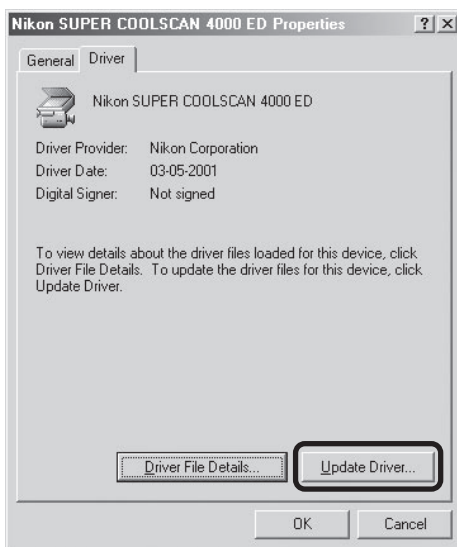 Nikon SUPER COOLSCAN 4000 ED Properties ? ×
General Driver
Nikon SUPER COOLSCAN 4000 ED
Driver Provider: Nikon Corporation
Driver Date: 03-05-2001
Digital Signer: Not signed
To view details about the driver files loaded for this device, click
Driver File Details. To update the driver files for this device, click
Update Driver.
Driver File Details... Update Driver...
OK Cancel